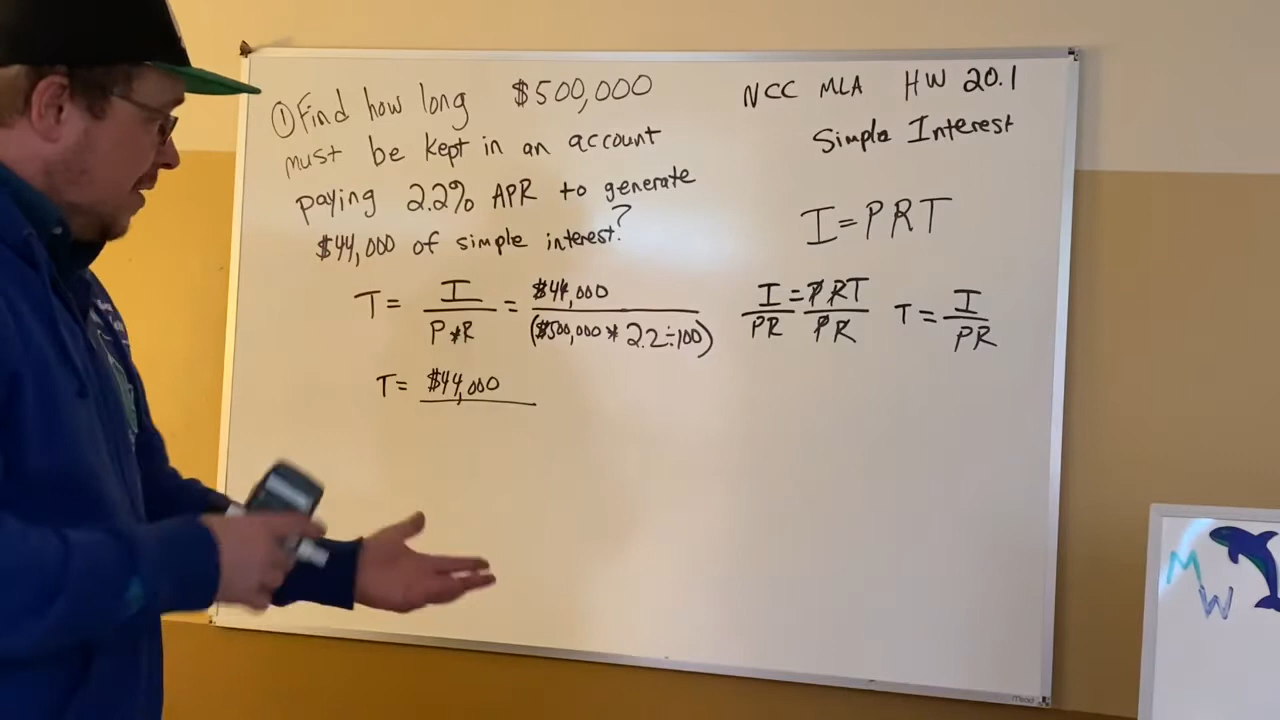 ① Find how long $500,000
must be kept in an account
paying 2.2% APR to generate
$44,000 of simple interest?
NCC MLA HW 20.1
Simple Interest
I = PRT
T = I / P*R = $44,000 / ($500,000 * 2.2÷100)
I = PRT / PR PR T = I / PR
T = $44,000
Mead
M
W